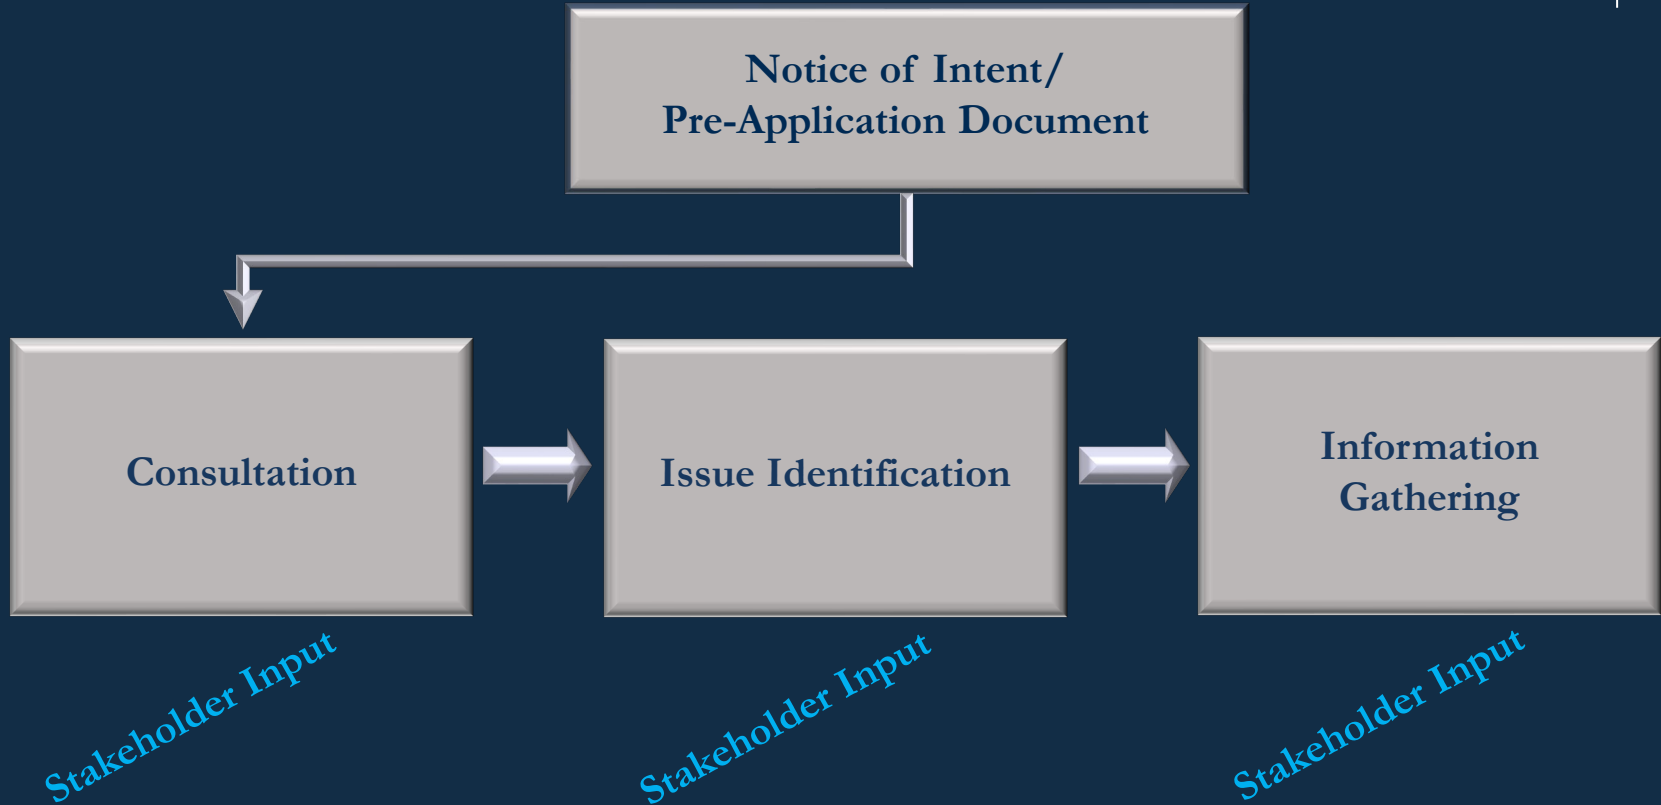 Notice of Intent/
Pre-Application Document
Consultation
Issue Identification
Information
Gathering
Stakeholder Input
Stakeholder Input
Stakeholder Input